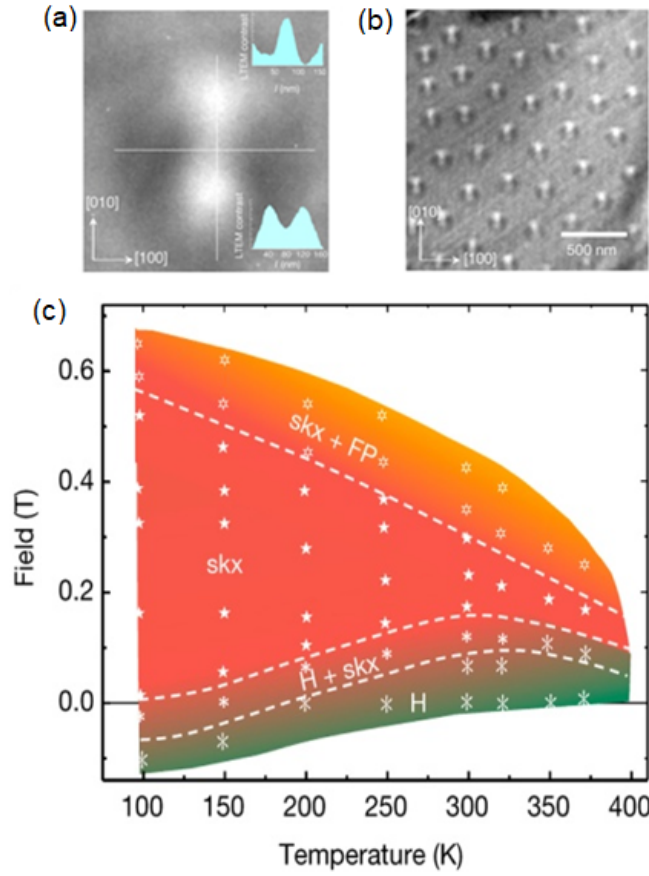 (a)
LTEM contrast
50 100 150
l (nm)
[010]
[100]
LTEM contrast
40 80 120 160
l (nm)
(b)
[010]
[100]
500 nm
(c)
Field (T)
0.6
0.4
0.2
0.0
skx + FP
skx
H + skx
H
100 150 200 250 300 350 400
Temperature (K)